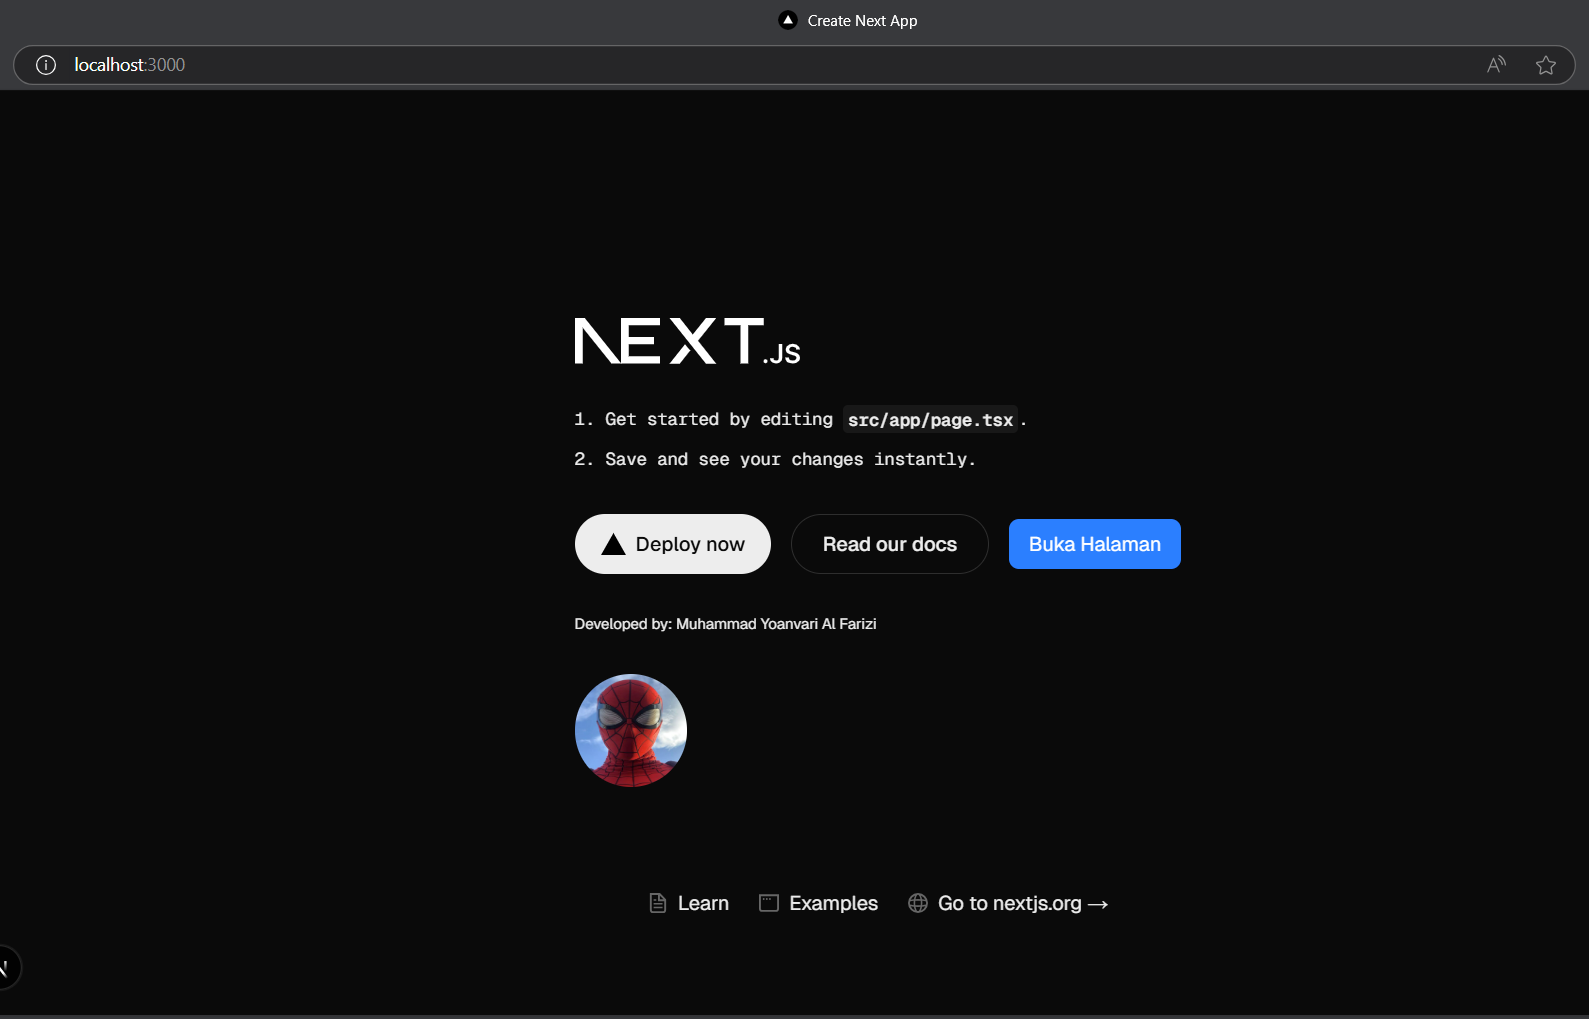 Create Next App
localhost:3000
NEXT.JS
1. Get started by editing src/app/page.tsx.
2. Save and see your changes instantly.
Deploy now
Read our docs
Buka Halaman
Developed by: Muhammad Yoanvari Al Farizi
Learn
Examples
Go to nextjs.org →
N